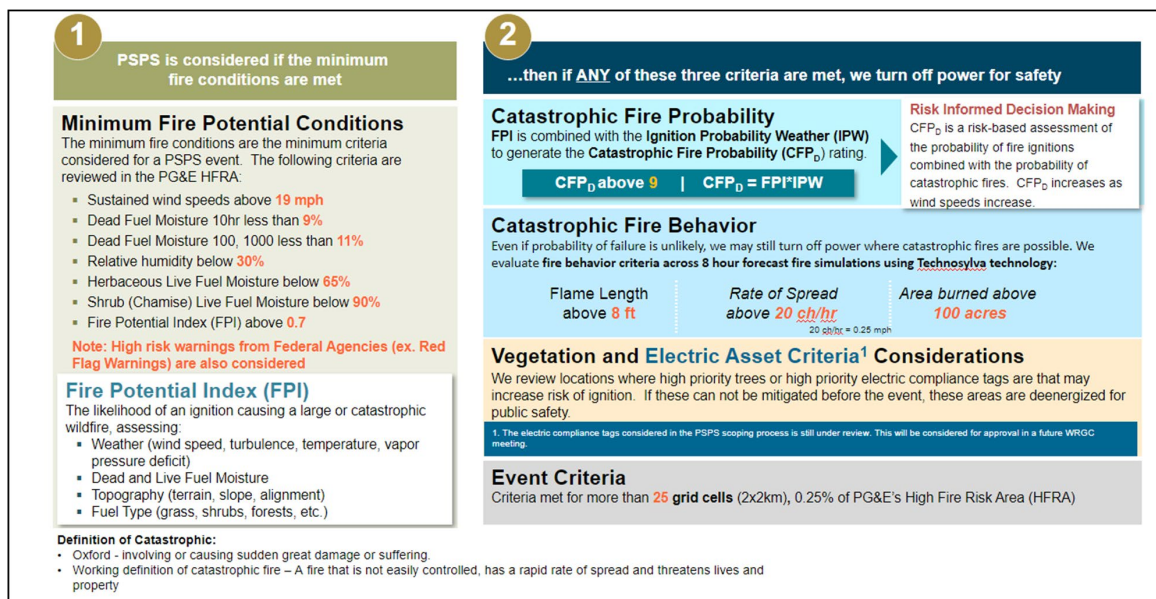 1
PSPS is considered if the minimum
fire conditions are met
Minimum Fire Potential Conditions
The minimum fire conditions are the minimum criteria
considered for a PSPS event.  The following criteria are
reviewed in the PG&E HFRA:
▪ Sustained wind speeds above 19 mph
▪ Dead Fuel Moisture 10hr less than 9%
▪ Dead Fuel Moisture 100, 1000 less than 11%
▪ Relative humidity below 30%
▪ Herbaceous Live Fuel Moisture below 65%
▪ Shrub (Chamise) Live Fuel Moisture below 90%
▪ Fire Potential Index (FPI) above 0.7
Note: High risk warnings from Federal Agencies (ex. Red
Flag Warnings) are also considered
Fire Potential Index (FPI)
The likelihood of an ignition causing a large or catastrophic
wildfire, assessing:
▪ Weather (wind speed, turbulence, temperature, vapor
pressure deficit)
▪ Dead and Live Fuel Moisture
▪ Topography (terrain, slope, alignment)
▪ Fuel Type (grass, shrubs, forests, etc.)
2
...then if ANY of these three criteria are met, we turn off power for safety
Catastrophic Fire Probability
FPI is combined with the Ignition Probability Weather (IPW)
to generate the Catastrophic Fire Probability (CFPD) rating.
CFPD above 9 | CFPD = FPI*IPW
Risk Informed Decision Making
CFPD is a risk-based assessment of
the probability of fire ignitions
combined with the probability of
catastrophic fires.  CFPD increases as
wind speeds increase.
Catastrophic Fire Behavior
Even if probability of failure is unlikely, we may still turn off power where catastrophic fires are possible. We
evaluate fire behavior criteria across 8 hour forecast fire simulations using Technosylva technology:
Flame Length
above 8 ft
Rate of Spread
above 20 ch/hr
20 ch/hr = 0.25 mph
Area burned above
100 acres
Vegetation and Electric Asset Criteria1 Considerations
We review locations where high priority trees or high priority electric compliance tags are that may
increase risk of ignition.  If these can not be mitigated before the event, these areas are deenergized for
public safety.
1. The electric compliance tags considered in the PSPS scoping process is still under review. This will be considered for approval in a future WRGC
meeting.
Event Criteria
Criteria met for more than 25 grid cells (2x2km), 0.25% of PG&E's High Fire Risk Area (HFRA)
Definition of Catastrophic:
• Oxford - involving or causing sudden great damage or suffering.
• Working definition of catastrophic fire – A fire that is not easily controlled, has a rapid rate of spread and threatens lives and
property